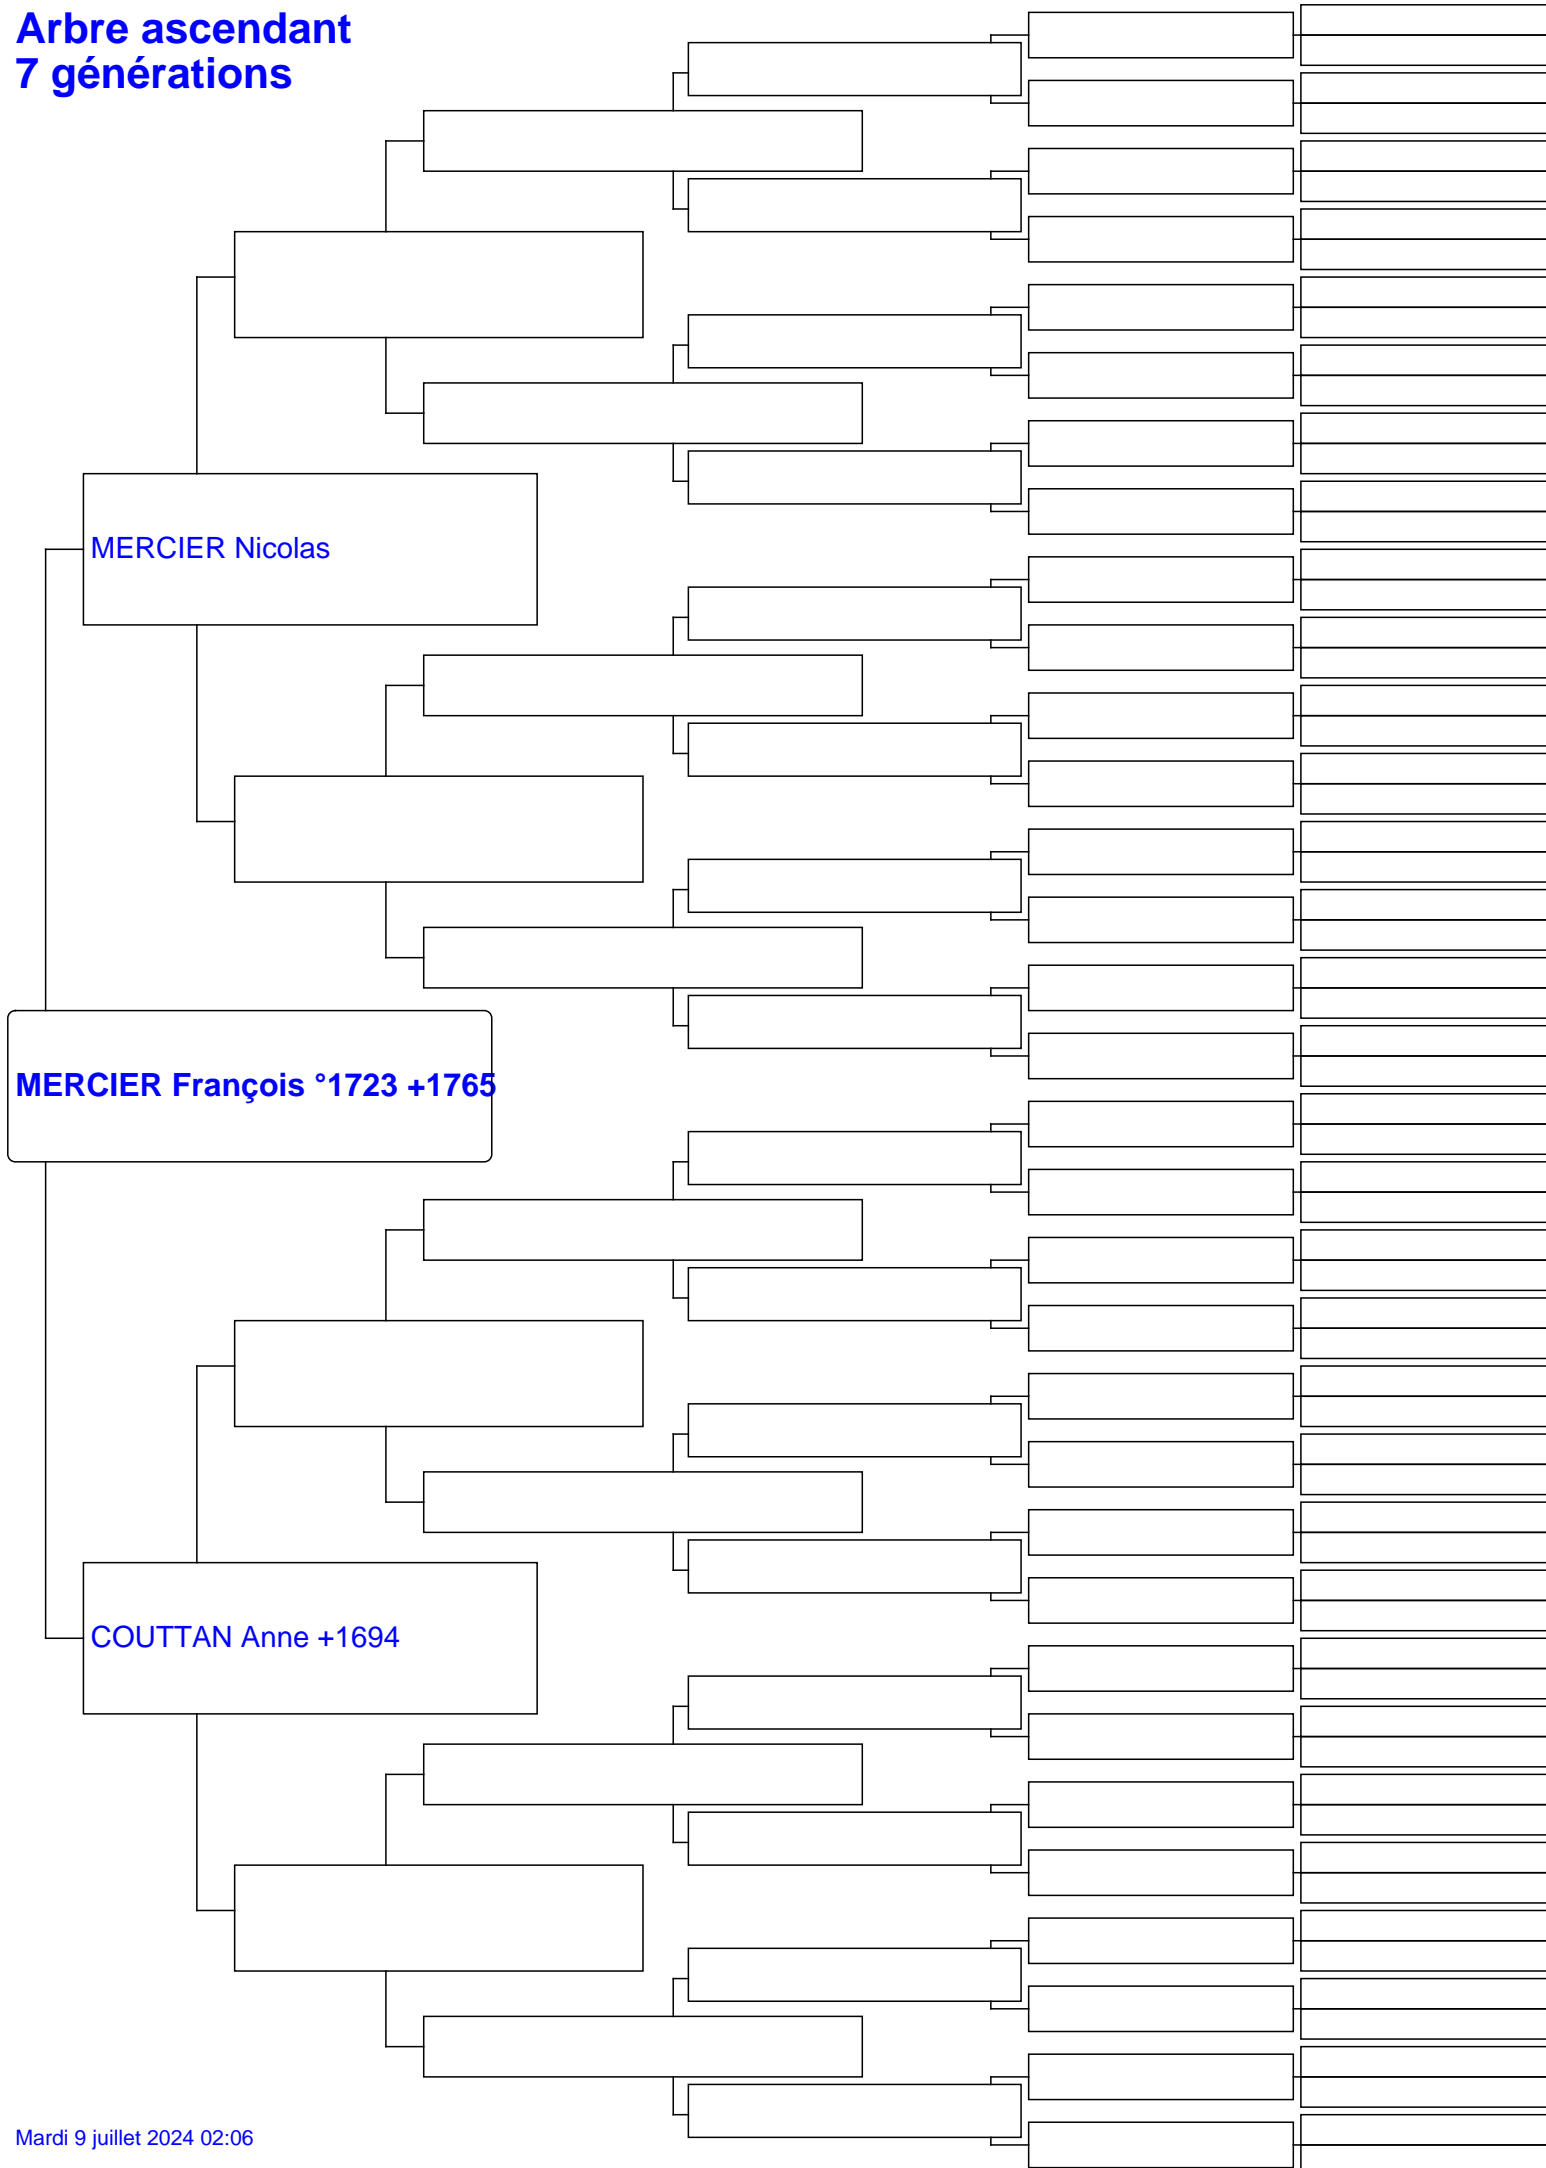 Arbre ascendant
7 générations
MERCIER Nicolas
MERCIER François °1723 +1765
COUTTAN Anne +1694
Mardi 9 juillet 2024 02:06